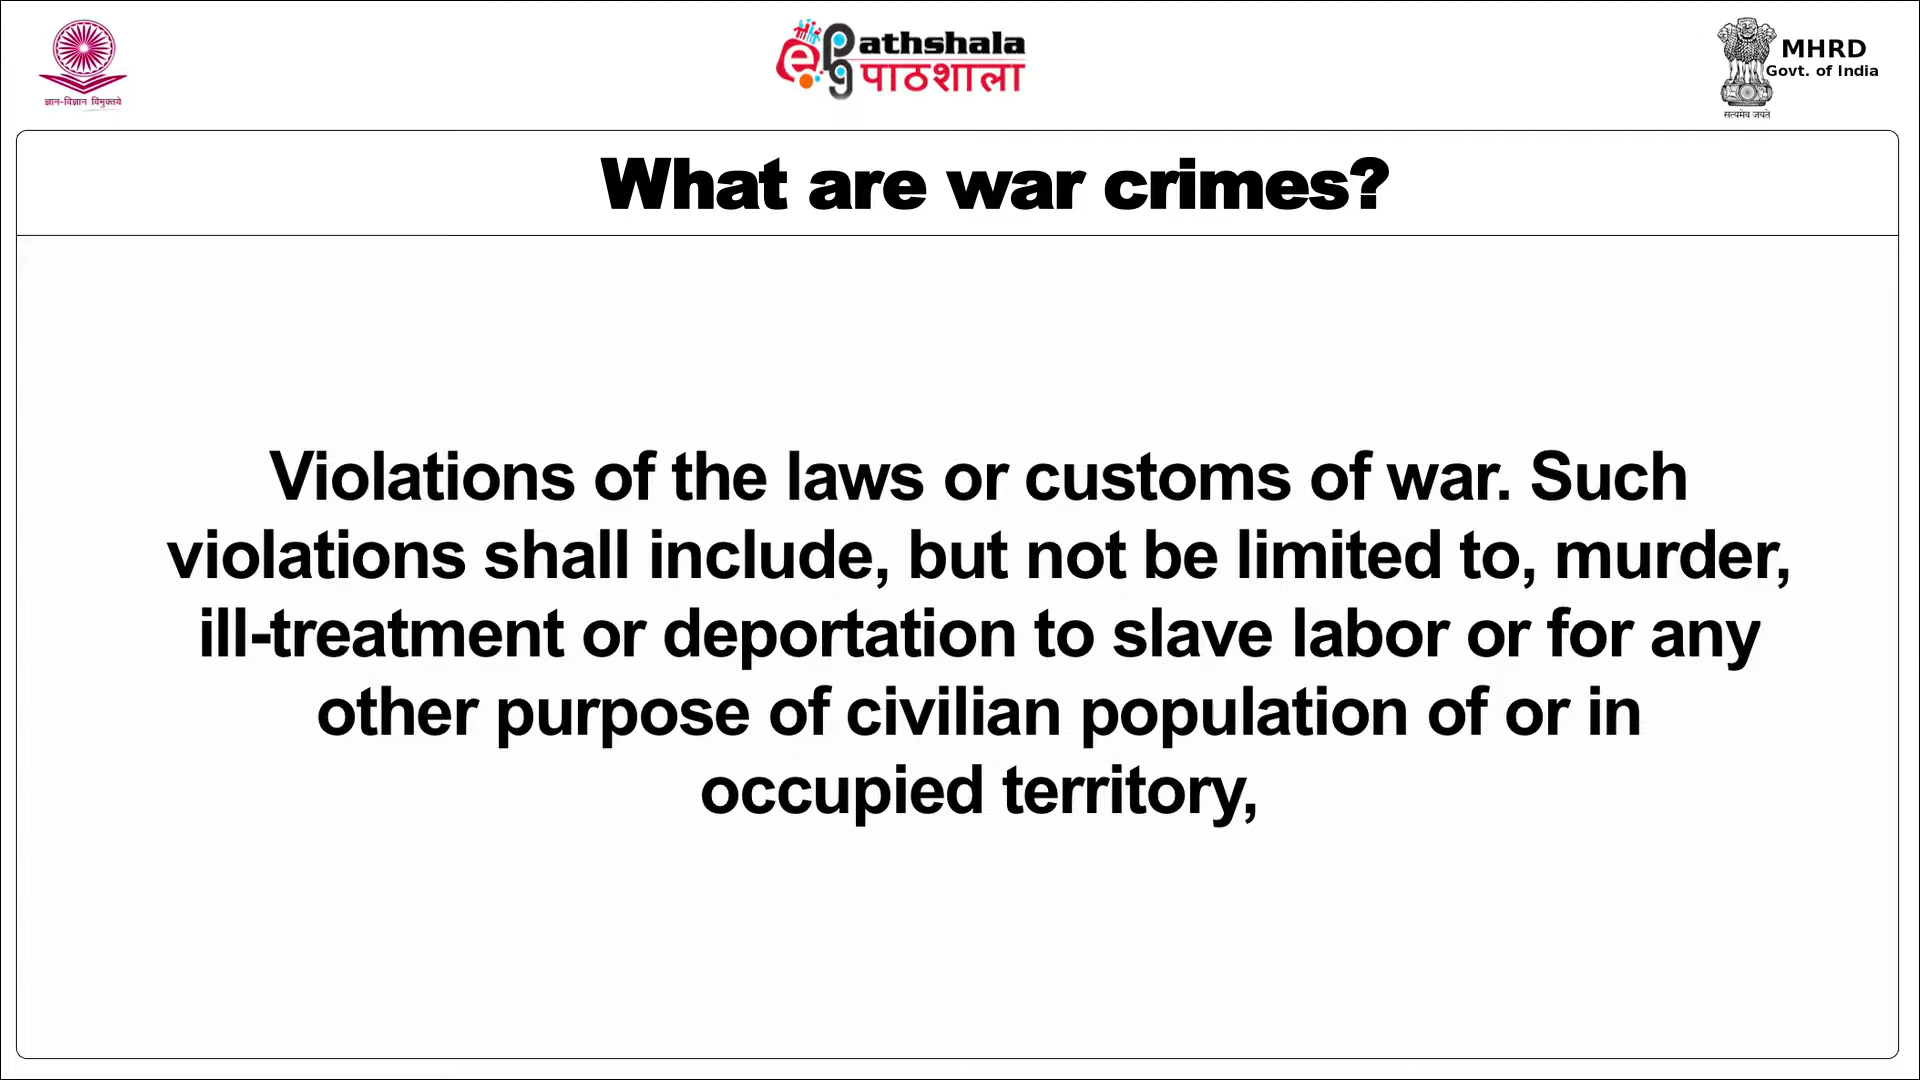 ज्ञान-विज्ञान विमुक्तये
ePGathshala
पाठशाला
MHRD
Govt. of India
सत्यमेव जयते
What are war crimes?
Violations of the laws or customs of war. Such
violations shall include, but not be limited to, murder,
ill-treatment or deportation to slave labor or for any
other purpose of civilian population of or in
occupied territory,